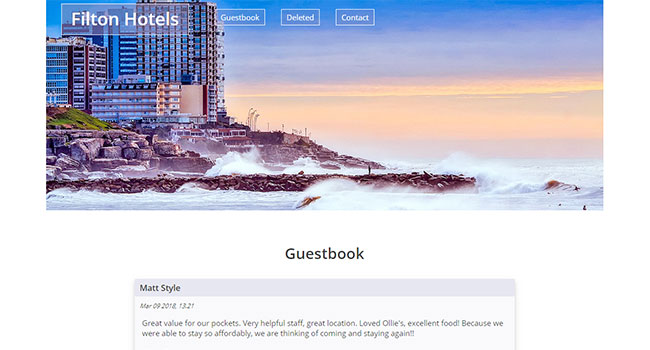 Filton Hotels
Guestbook
Deleted
Contact
Guestbook
Matt Style
Mar 09 2018, 13:21
Great value for our pockets. Very helpful staff, great location. Loved Ollie's, excellent food! Because we
were able to stay so affordably, we are thinking of coming and staying again!!